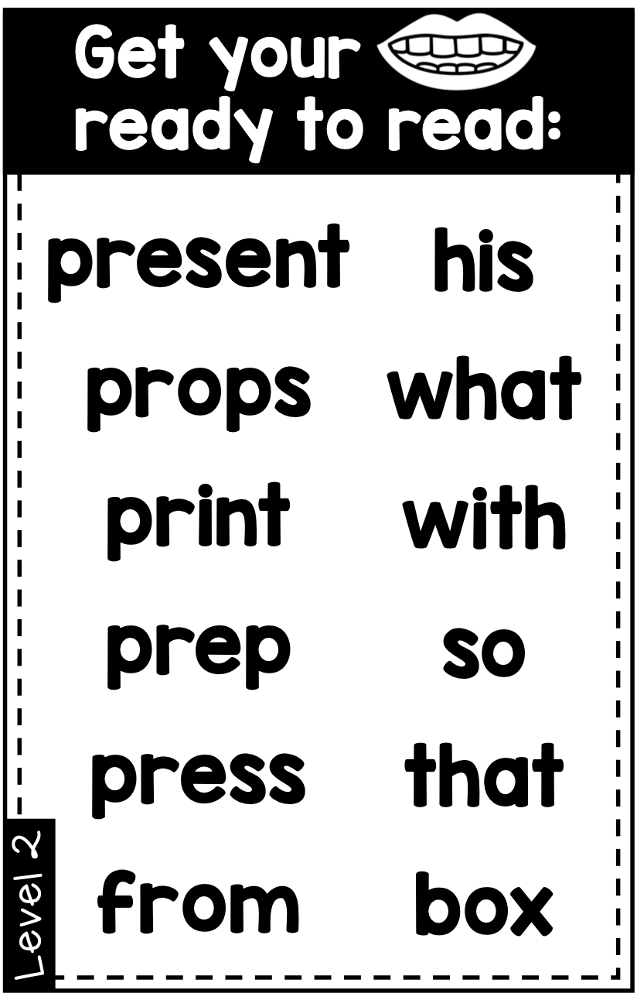 Get your
ready to read:
present his
props what
print with
prep so
press that
from box
Level 2